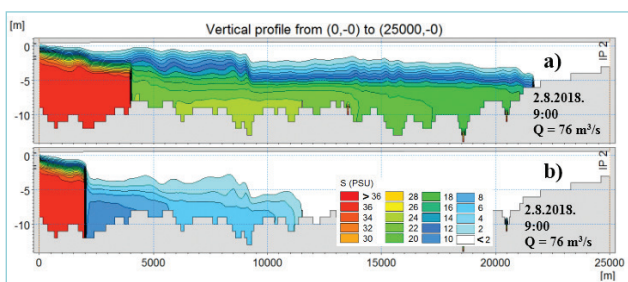 Vertical profile from (0,-0) to (25000,-0)
[m]
0
-5
-10
a)
IP 2
2.8.2018.
9:00
Q = 76 m³/s
0
-5
-10
b)
IP 2
2.8.2018.
9:00
Q = 76 m³/s
S (PSU)
> 36
36
34
32
30
28
26
24
22
20
18
16
14
12
10
8
6
4
2
< 2
0 5000 10000 15000 20000 25000
[m]